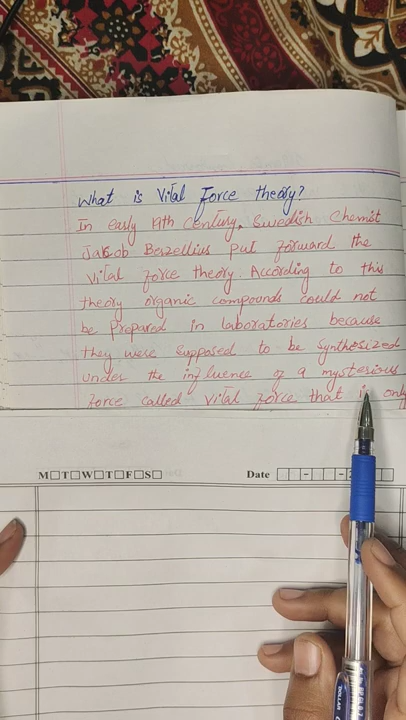 What is Vital Force theory?
In early 19th Century, Swedish Chemist
Jakob Berzellius put forward the
vital force theory. According to this
theory organic compounds could not
be prepared in laboratories because
they were supposed to be synthesized
under the influence of a mysterious
force called vital force that is only
M□T□W□T□F□S□
Date
DOLLAR